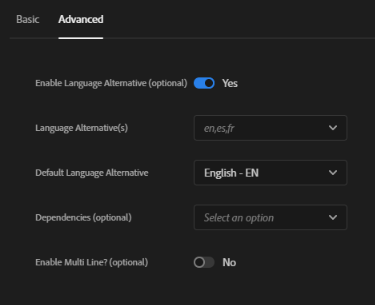 Basic Advanced
Enable Language Alternative (optional) Yes
Language Alternative(s) en,es,fr
Default Language Alternative English - EN
Dependencies (optional) Select an option
Enable Multi Line? (optional) No